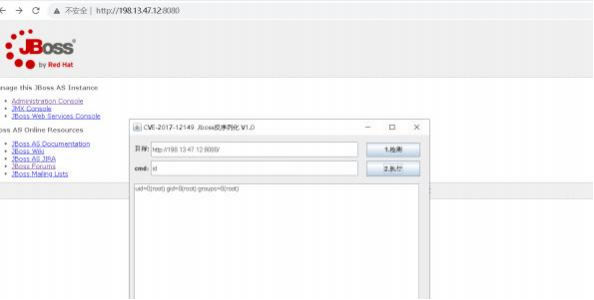 不安全 | http://198.13.47.12:8080
JBoss
by Red Hat
nage this JBoss AS Instance
Administration Console
JMX Console
JBoss Web Services Console
oss AS Online Resources
JBoss AS Documentation
JBoss Wiki
JBoss AS JIRA
JBoss Forums
JBoss Mailing Lists
CVE-2017-12149 Jboss反序列化 V1.0
目标: http://198.13.47.12:8080/
1.检测
cmd: id
2.执行
uid=0(root) gid=0(root) groups=0(root)